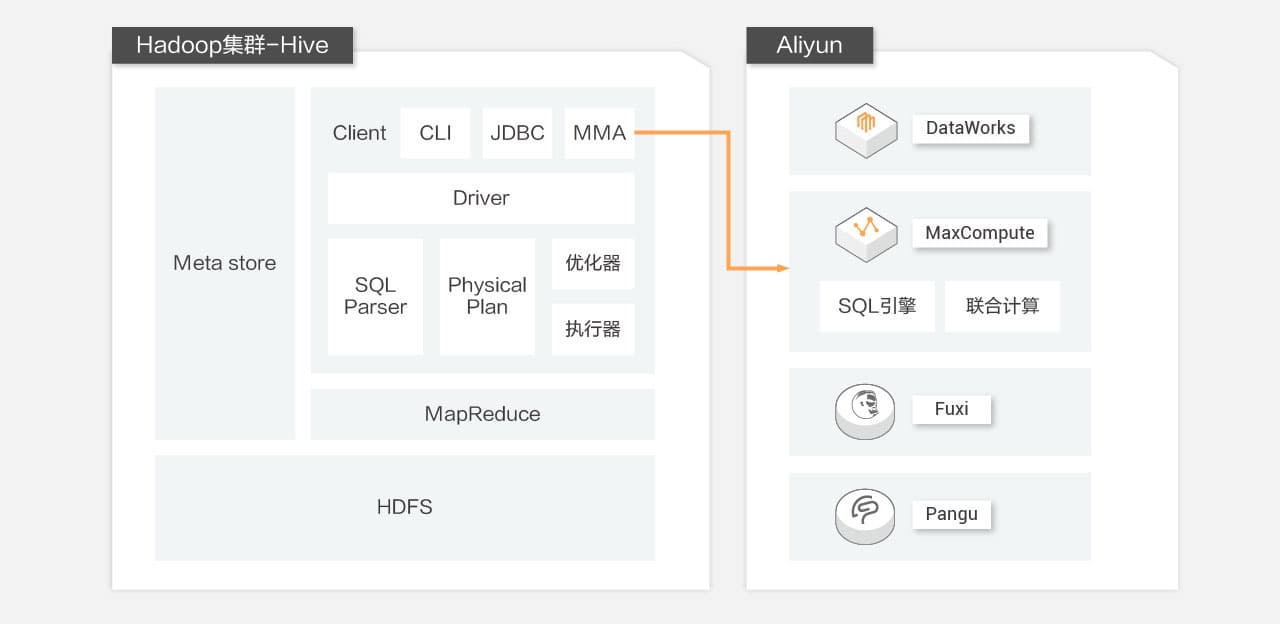 Hadoop集群-Hive
Meta store
Client
CLI
JDBC
MMA
Driver
SQL
Parser
Physical
Plan
优化器
执行器
MapReduce
HDFS
Aliyun
DataWorks
MaxCompute
SQL引擎
联合计算
Fuxi
Pangu